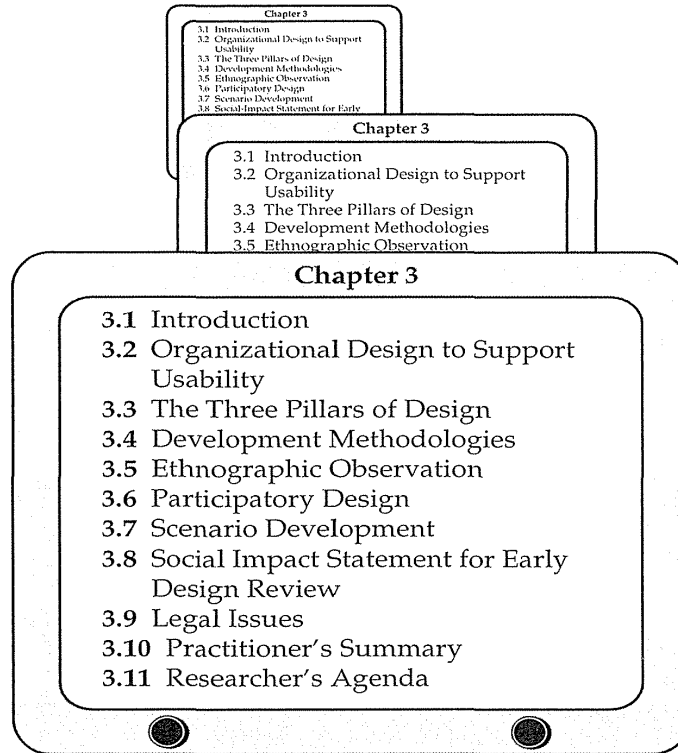 Chapter 3
3.1 Introduction
3.2 Organizational Design to Support
Usability
3.3 The Three Pillars of Design
3.4 Development Methodologies
3.5 Ethnographic Observation
3.6 Participatory Design
3.7 Scenario Development
3.8 Social-Impact Statement for Early
Chapter 3
3.1 Introduction
3.2 Organizational Design to Support
Usability
3.3 The Three Pillars of Design
3.4 Development Methodologies
3.5 Ethnographic Observation
Chapter 3
3.1 Introduction
3.2 Organizational Design to Support
Usability
3.3 The Three Pillars of Design
3.4 Development Methodologies
3.5 Ethnographic Observation
3.6 Participatory Design
3.7 Scenario Development
3.8 Social Impact Statement for Early
Design Review
3.9 Legal Issues
3.10 Practitioner's Summary
3.11 Researcher's Agenda